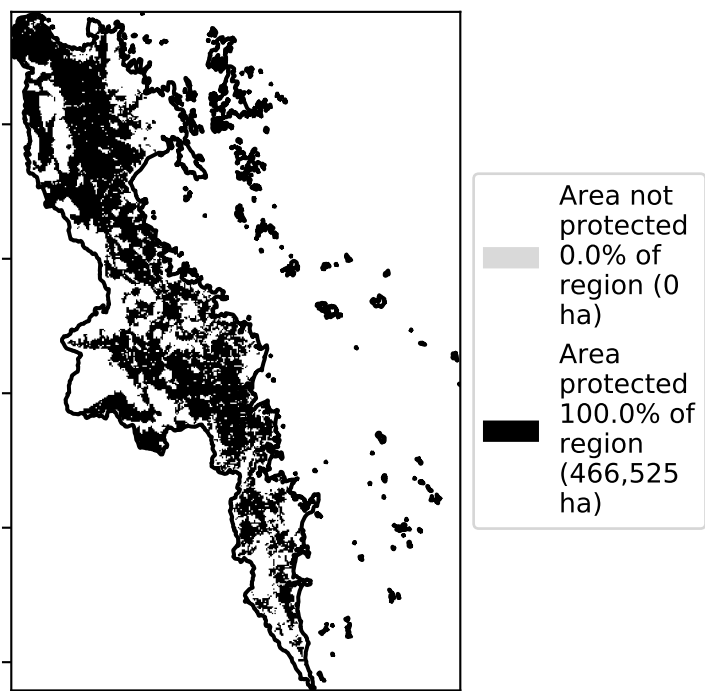 Area not
protected
0.0% of
region (0
ha)
Area
protected
100.0% of
region
(466,525
ha)